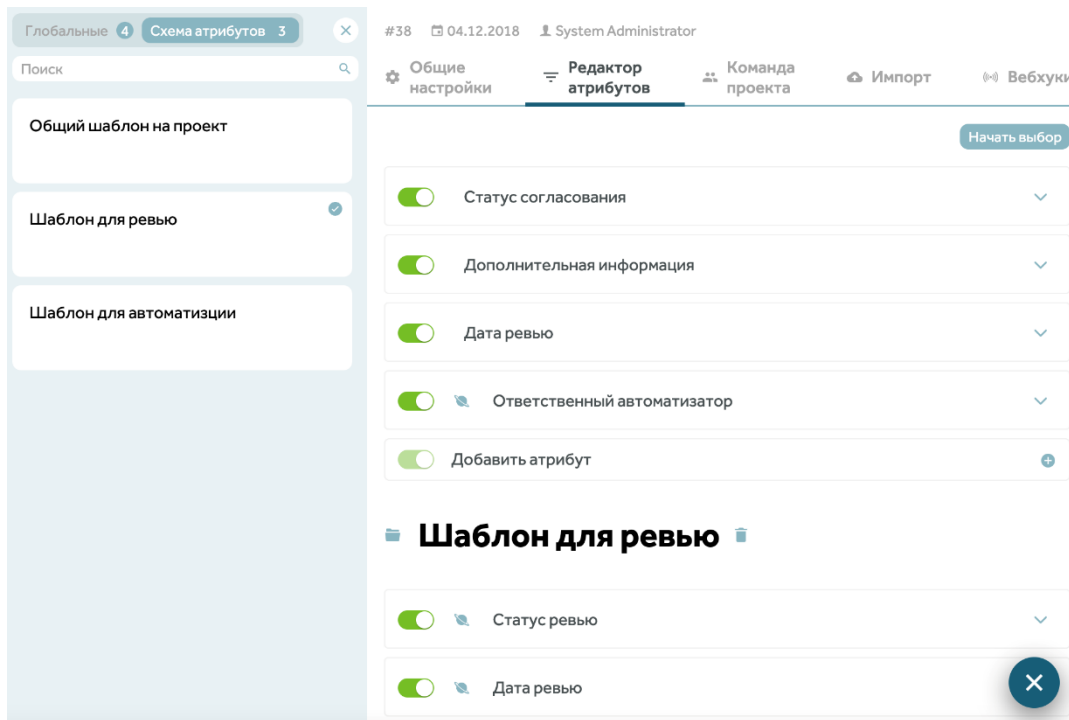 Глобальные 4 Схема атрибутов 3
Поиск
Общий шаблон на проект
Шаблон для ревью
Шаблон для автоматизции
#38 04.12.2018 System Administrator
Общие настройки
Редактор атрибутов
Команда проекта
Импорт
Вебхуки
Начать выбор
Статус согласования
Дополнительная информация
Дата ревью
Ответственный автоматизатор
Добавить атрибут
Шаблон для ревью
Статус ревью
Дата ревью